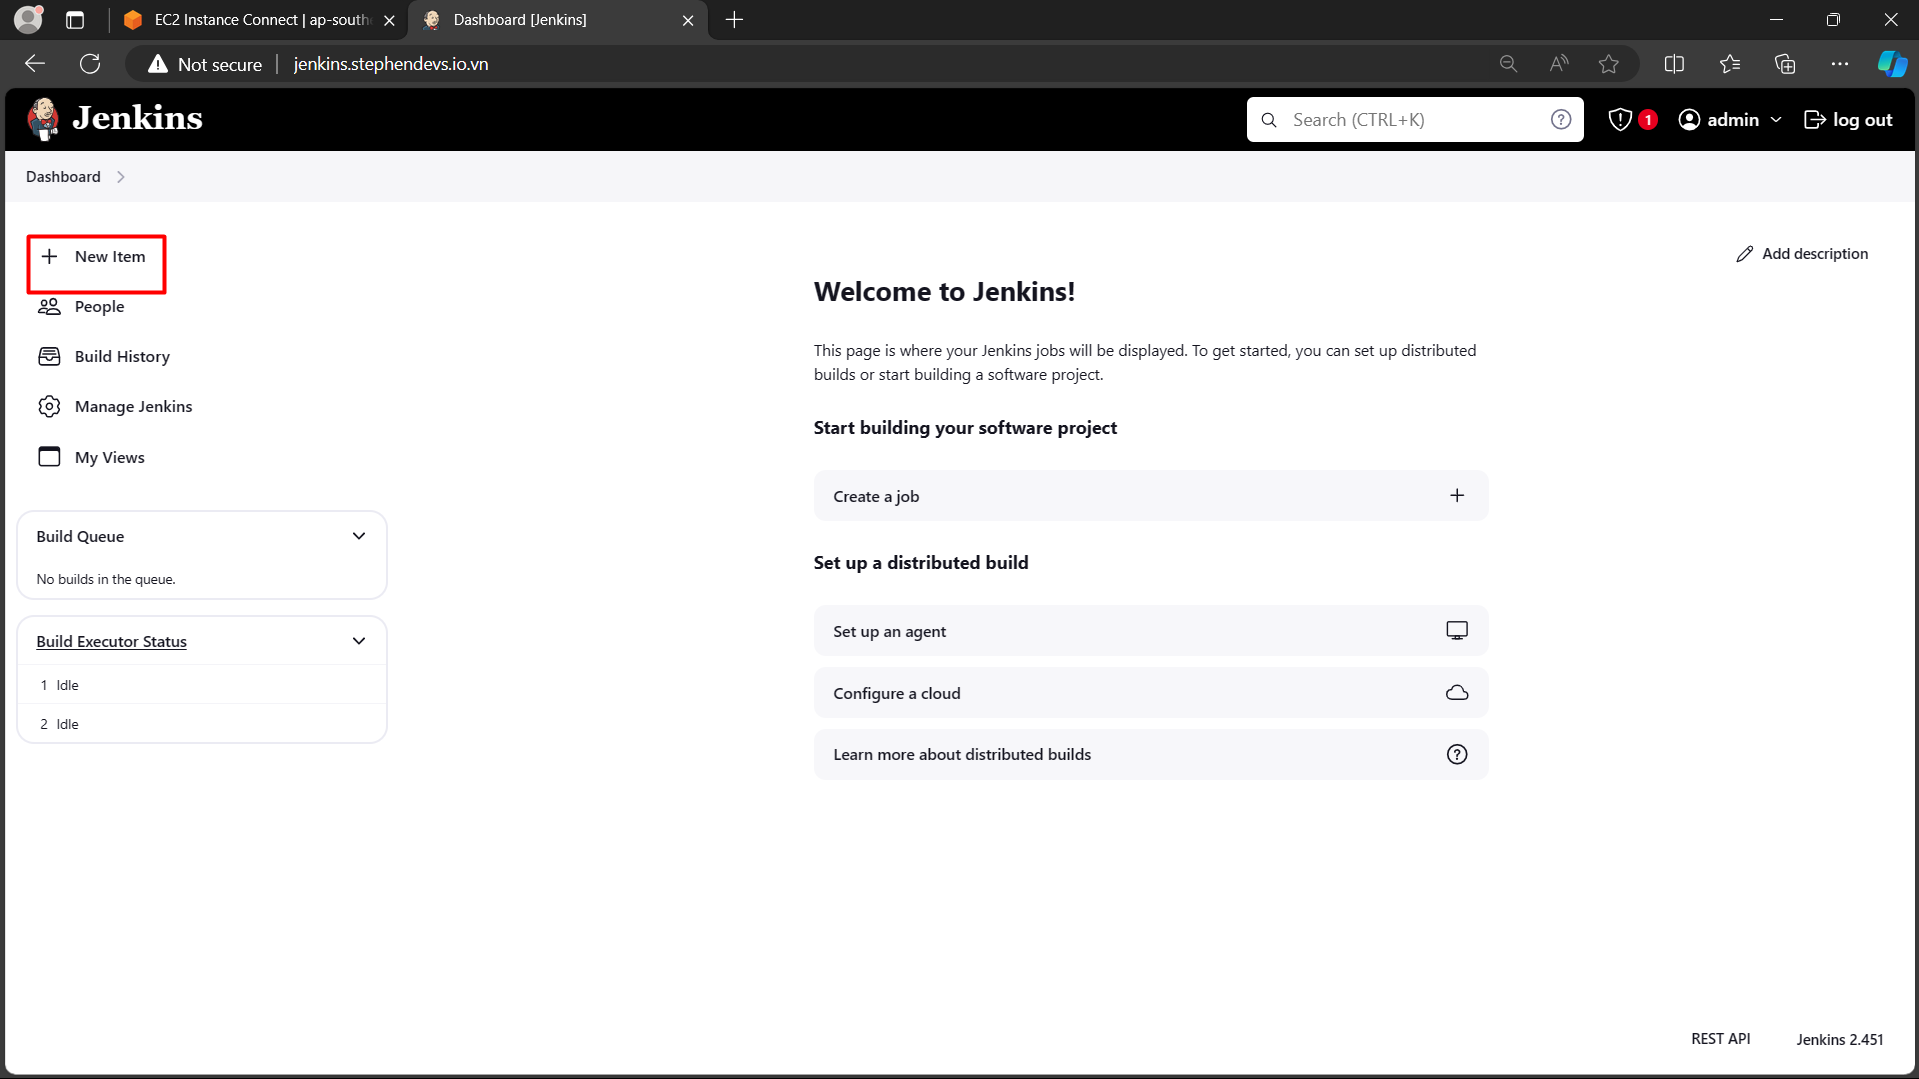 EC2 Instance Connect | ap-south
Dashboard [Jenkins]
Not secure
jenkins.stephendevs.io.vn
Jenkins
Search (CTRL+K)
1
admin
log out
Dashboard
New Item
People
Build History
Manage Jenkins
My Views
Build Queue
No builds in the queue.
Build Executor Status
1 Idle
2 Idle
Add description
Welcome to Jenkins!
This page is where your Jenkins jobs will be displayed. To get started, you can set up distributed
builds or start building a software project.
Start building your software project
Create a job
Set up a distributed build
Set up an agent
Configure a cloud
Learn more about distributed builds
REST API
Jenkins 2.451